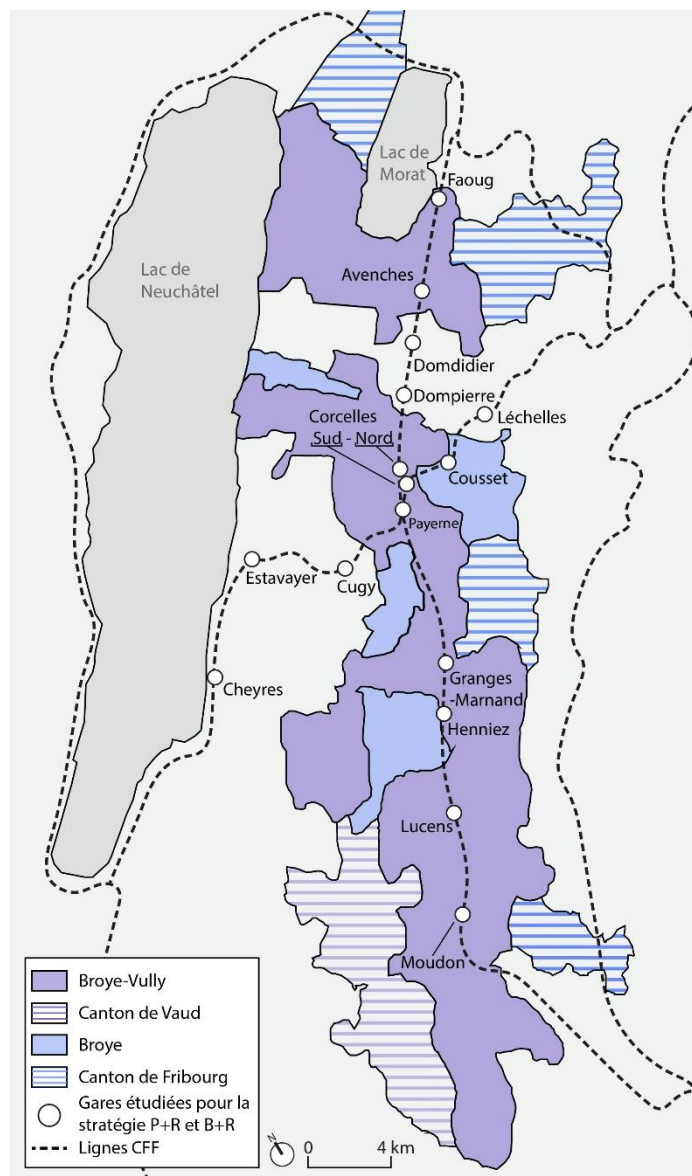 Lac de
Morat
Faoug
Lac de
Neuchâtel
Avenches
Domdidier
Dompierre
Léchelles
Corcelles
Sud - Nord
Cousset
Payerne
Estavayer
Cugy
Granges
-Marnand
Cheyres
Henniez
Lucens
Moudon
Broye-Vully
Canton de Vaud
Broye
Canton de Fribourg
Gares étudiées pour la
stratégie P+R et B+R
Lignes CFF
N
0 4 km